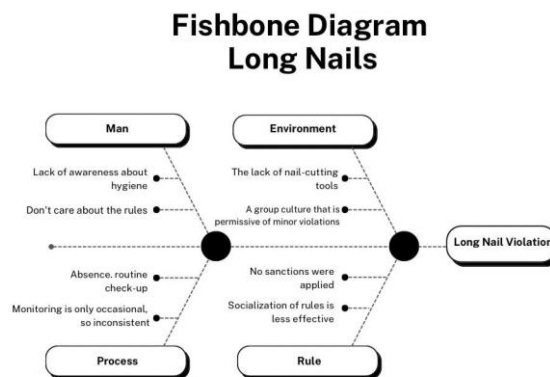 Fishbone Diagram
Long Nails
Man
Environment
Lack of awareness about
hygiene
Don't care about the rules
The lack of nail-cutting
tools
A group culture that is
permissive of minor violations
Long Nail Violation
Absence. routine
check-up
Monitoring is only occasional,
so inconsistent
No sanctions were
applied
Socialization of rules is
less effective
Process
Rule